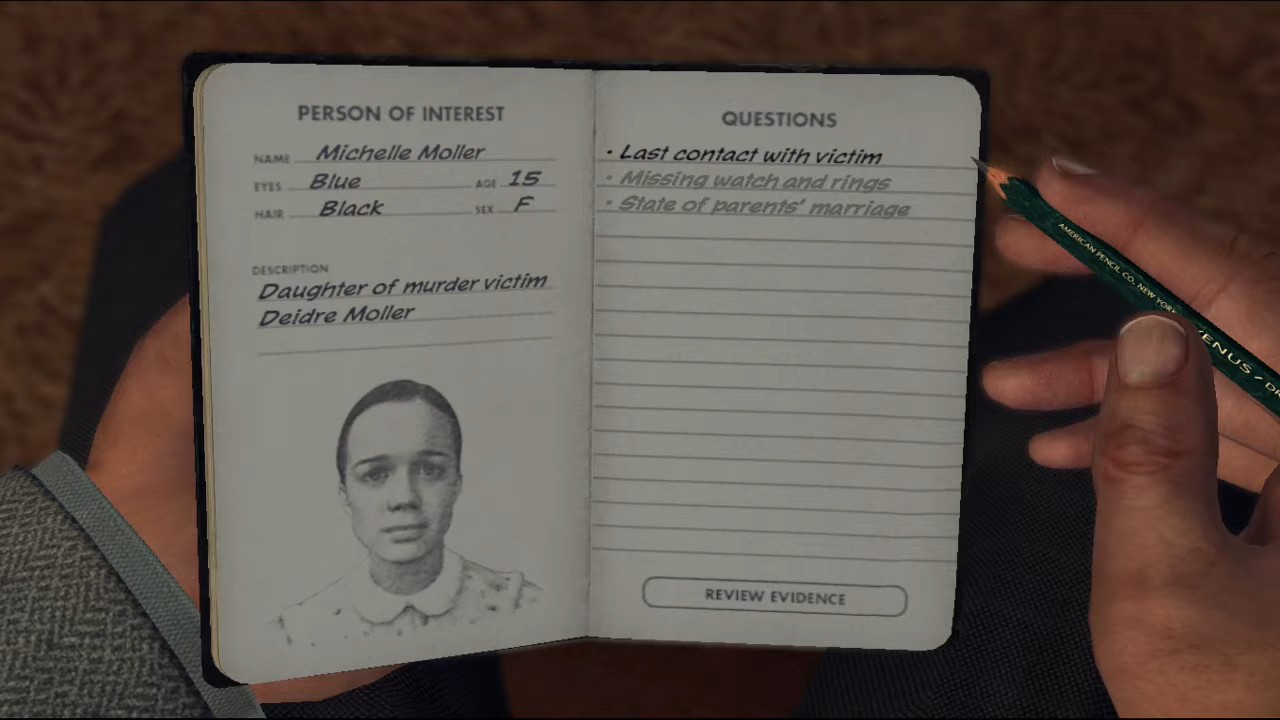 PERSON OF INTEREST
NAME Michelle Moller
EYES Blue AGE 15
HAIR Black SEX F
DESCRIPTION
Daughter of murder victim
Deidre Moller
QUESTIONS
• Last contact with victim
• Missing watch and rings
• State of parents' marriage
REVIEW EVIDENCE
AMERICAN PENCIL CO. NEW YORK
VENUS / DR